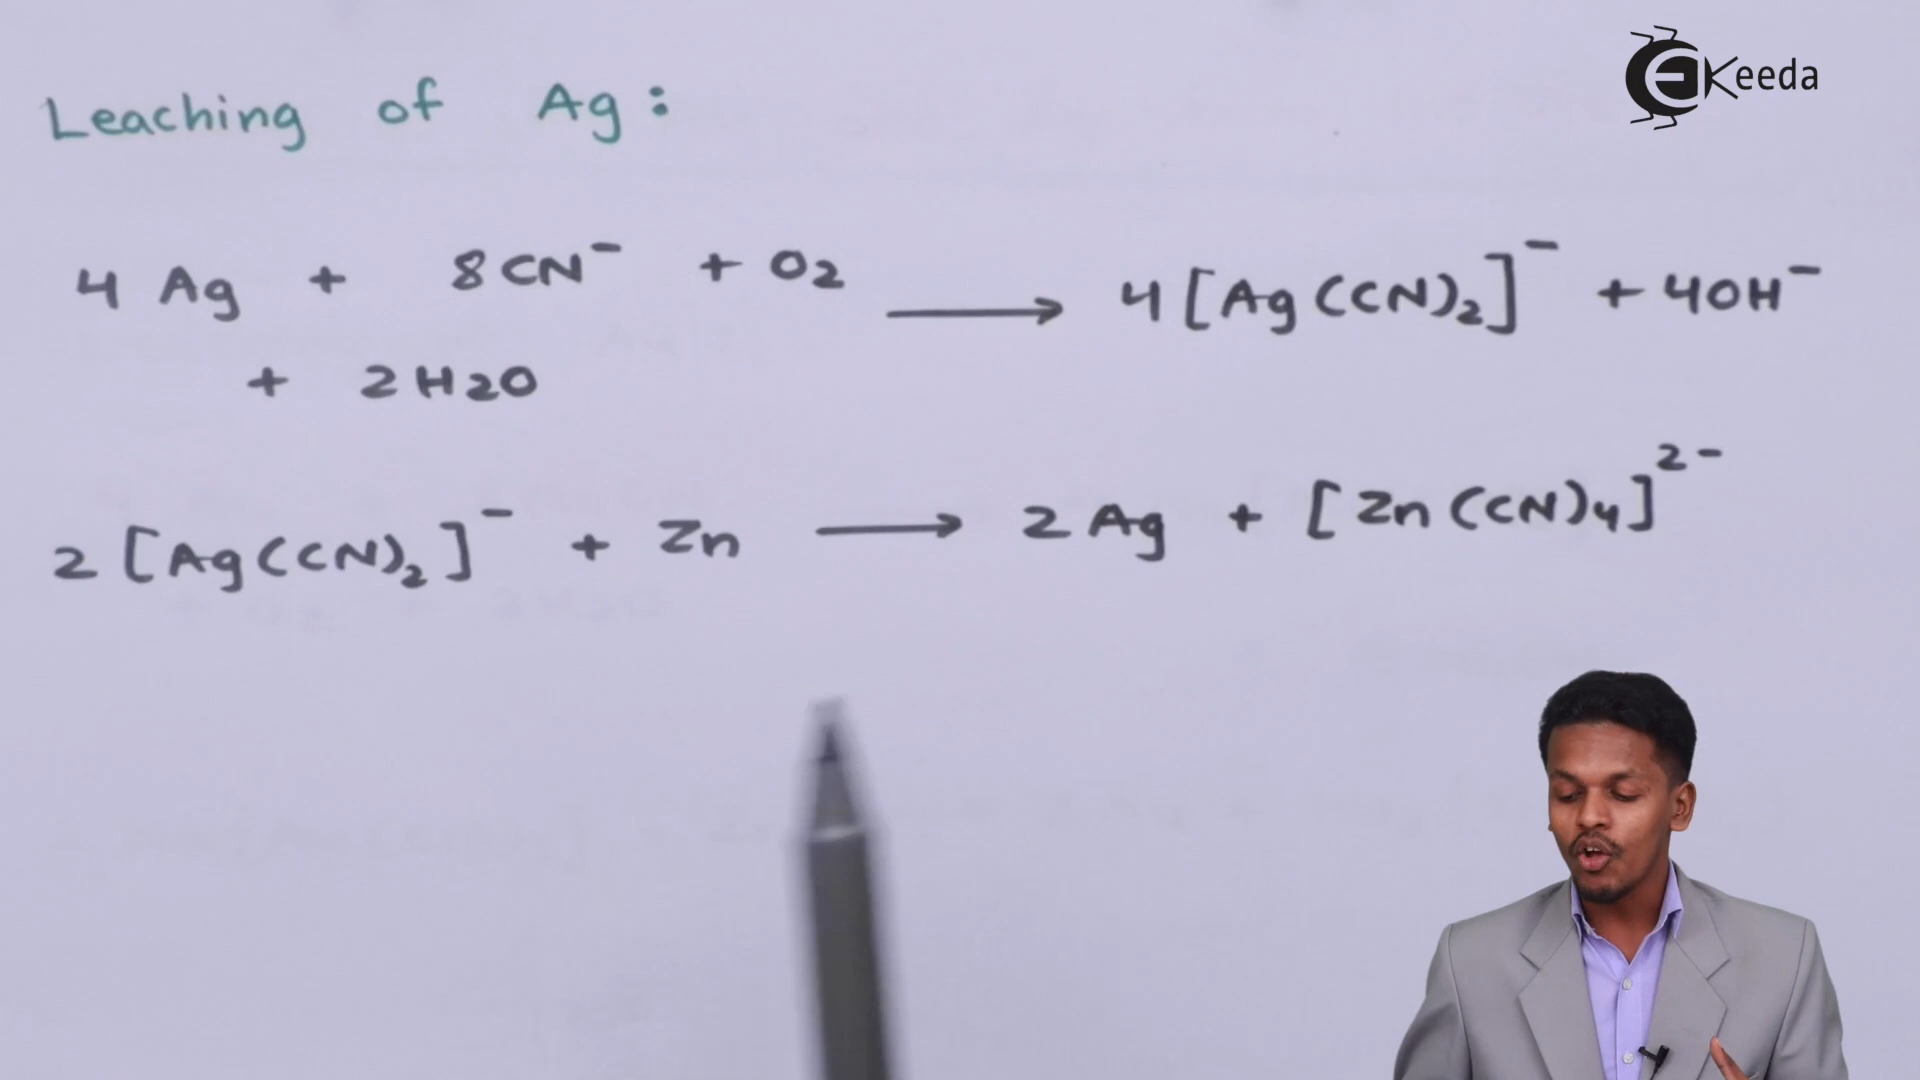 Keeda
Leaching of Ag :
4 Ag + 8CN⁻ + O2 ⟶ 4[Ag(CN)₂]⁻ + 4OH⁻
+ 2H2O
2[Ag(CN)₂]⁻ + Zn ⟶ 2Ag + [Zn(CN)4]²⁻